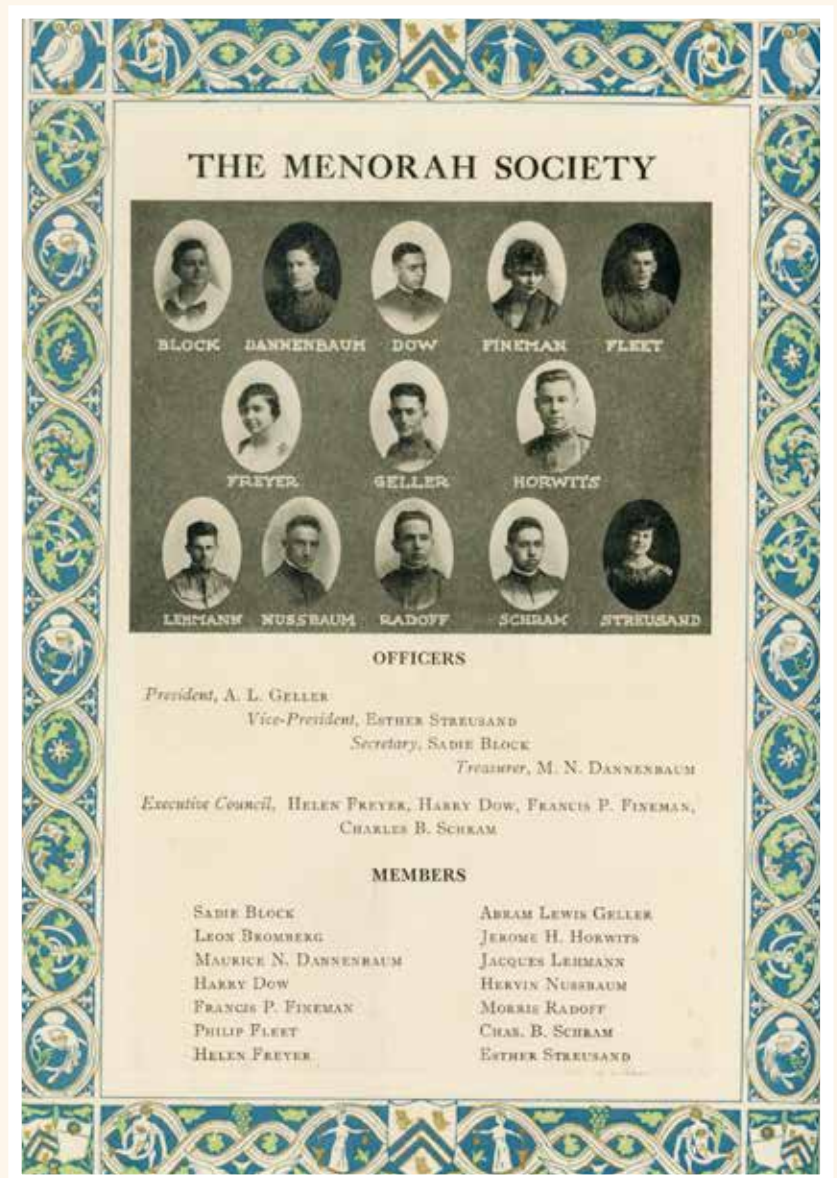 THE MENORAH SOCIETY
BLOCK DANNENBAUM DOW FINEMAN FLEET
FREYER GELLER HORWITS
LEHMANN NUSSBAUM RADOFF SCHRAM STREUSAND
OFFICERS
President, A. L. GELLER
Vice-President, ESTHER STREUSAND
Secretary, SADIE BLOCK
Treasurer, M. N. DANNENBAUM
Executive Council, HELEN FREYER, HARRY DOW, FRANCIS P. FINEMAN,
CHARLES B. SCHRAM
MEMBERS
SADIE BLOCK
LEON BROMBERG
MAURICE N. DANNENBAUM
HARRY DOW
FRANCIS P. FINEMAN
PHILIP FLEET
HELEN FREYER
ABRAM LEWIS GELLER
JEROME H. HORWITS
JACQUES LEHMANN
HERVIN NUSSBAUM
MORRIS RADOFF
CHAS. B. SCHRAM
ESTHER STREUSAND